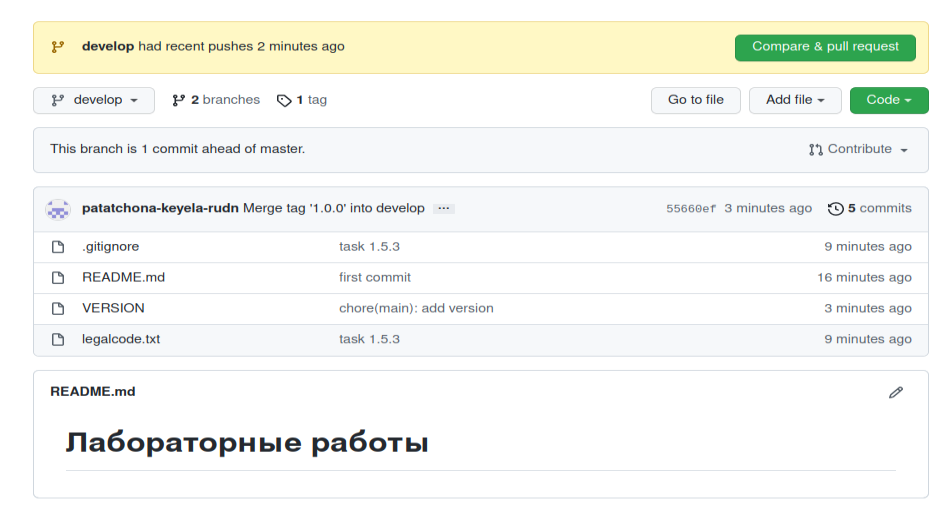 develop had recent pushes 2 minutes ago Compare & pull request
develop 2 branches 1 tag Go to file Add file Code
This branch is 1 commit ahead of master. Contribute
patatchona-keyela-rudn Merge tag '1.0.0' into develop ... 55660ef 3 minutes ago 5 commits
.gitignore task 1.5.3 9 minutes ago
README.md first commit 16 minutes ago
VERSION chore(main): add version 3 minutes ago
legalcode.txt task 1.5.3 9 minutes ago
README.md
Лабораторные работы